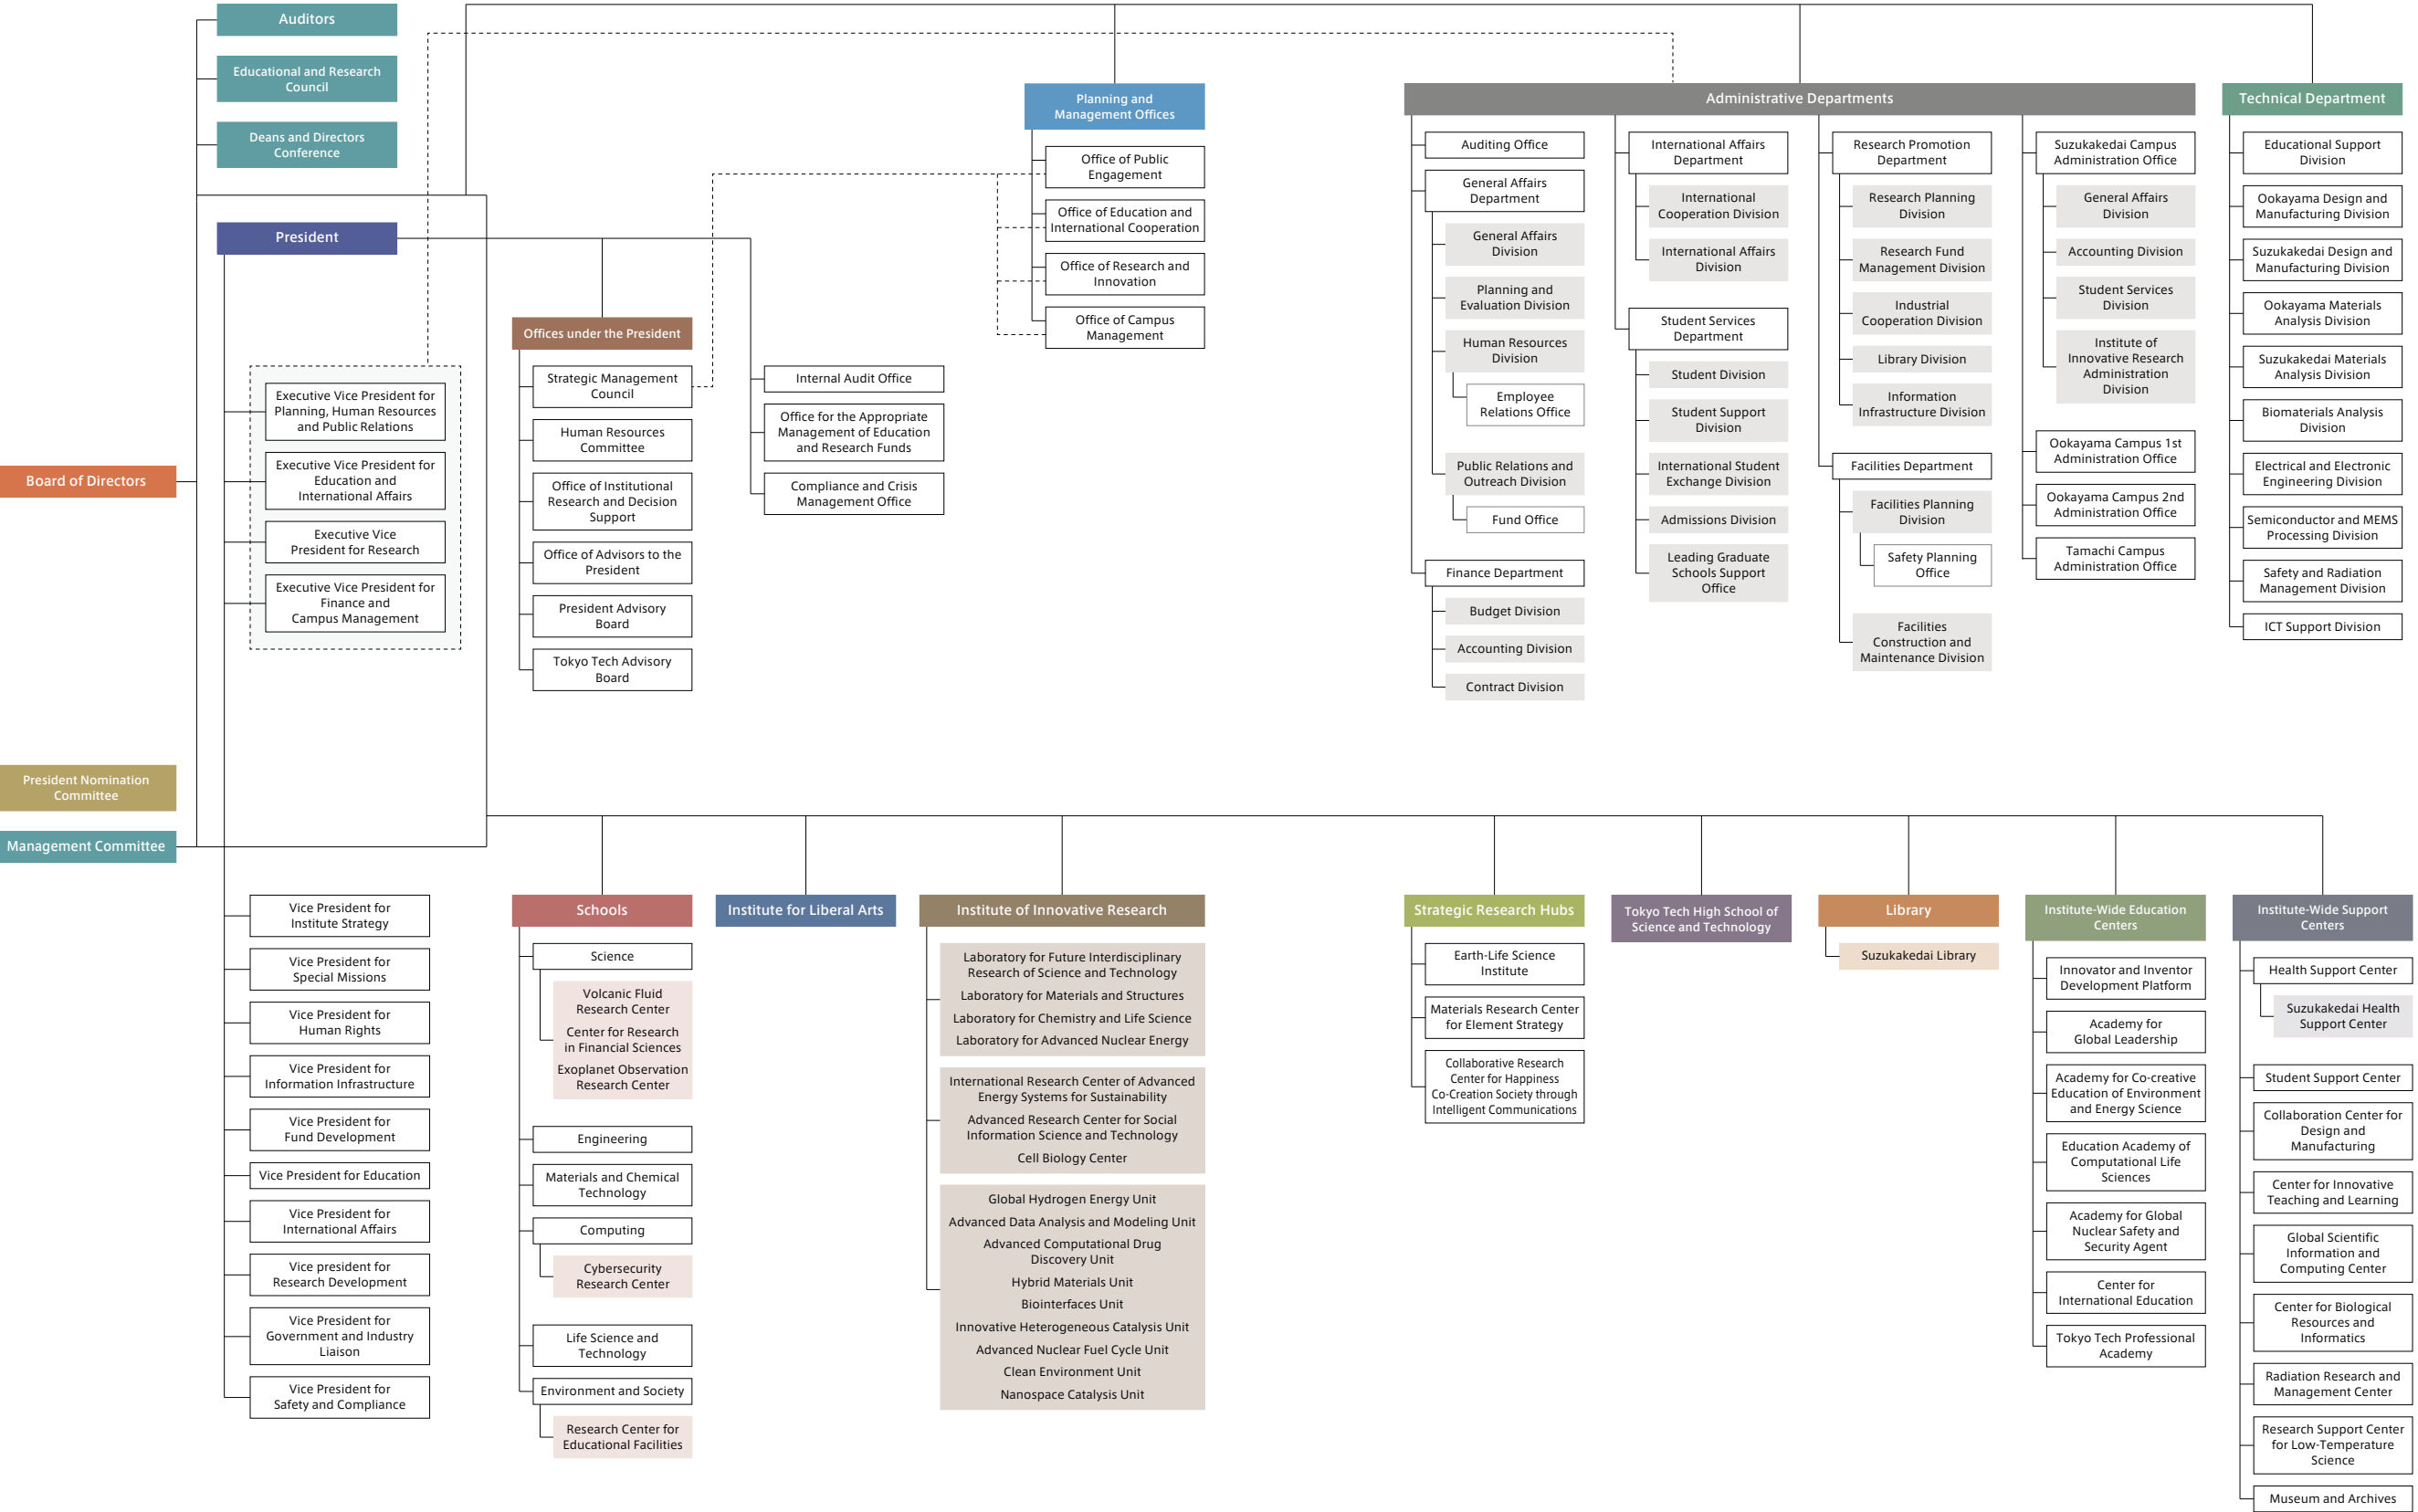 Auditors
Educational and Research
Council
Deans and Directors
Conference
President
Executive Vice President for
Planning, Human Resources
and Public Relations
Executive Vice President for
Education and
International Affairs
Executive Vice
President for Research
Executive Vice President for
Finance and
Campus Management
Board of Directors
President Nomination
Committee
Management Committee
Offices under the President
Strategic Management
Council
Human Resources
Committee
Office of Institutional
Research and Decision
Support
Office of Advisors to the
President
President Advisory
Board
Tokyo Tech Advisory
Board
Internal Audit Office
Office for the Appropriate
Management of Education
and Research Funds
Compliance and Crisis
Management Office
Planning and
Management Offices
Office of Public
Engagement
Office of Education and
International Cooperation
Office of Research and
Innovation
Office of Campus
Management
Administrative Departments
Auditing Office
General Affairs
Department
General Affairs
Division
Planning and
Evaluation Division
Human Resources
Division
Employee
Relations Office
Public Relations and
Outreach Division
Fund Office
Finance Department
Budget Division
Accounting Division
Contract Division
International Affairs
Department
International
Cooperation Division
International Affairs
Division
Student Services
Department
Student Division
Student Support
Division
International Student
Exchange Division
Admissions Division
Leading Graduate
Schools Support
Office
Research Promotion
Department
Research Planning
Division
Research Fund
Management Division
Industrial
Cooperation Division
Library Division
Information
Infrastructure Division
Facilities Department
Facilities Planning
Division
Safety Planning
Office
Facilities
Construction and
Maintenance Division
Suzukakedai Campus
Administration Office
General Affairs
Division
Accounting Division
Student Services
Division
Institute of
Innovative Research
Administration
Division
Ookayama Campus 1st
Administration Office
Ookayama Campus 2nd
Administration Office
Tamachi Campus
Administration Office
Technical Department
Educational Support
Division
Ookayama Design and
Manufacturing Division
Suzukakedai Design and
Manufacturing Division
Ookayama Materials
Analysis Division
Suzukakedai Materials
Analysis Division
Biomaterials Analysis
Division
Electrical and Electronic
Engineering Division
Semiconductor and MEMS
Processing Division
Safety and Radiation
Management Division
ICT Support Division
Vice President for
Institute Strategy
Vice President for
Special Missions
Vice President for
Human Rights
Vice President for
Information Infrastructure
Vice President for
Fund Development
Vice President for Education
Vice President for
International Affairs
Vice president for
Research Development
Vice President for
Government and Industry
Liaison
Vice President for
Safety and Compliance
Schools
Science
Volcanic Fluid
Research Center
Center for Research
in Financial Sciences
Exoplanet Observation
Research Center
Engineering
Materials and Chemical
Technology
Computing
Cybersecurity
Research Center
Life Science and
Technology
Environment and Society
Research Center for
Educational Facilities
Institute for Liberal Arts
Institute of Innovative Research
Laboratory for Future Interdisciplinary
Research of Science and Technology
Laboratory for Materials and Structures
Laboratory for Chemistry and Life Science
Laboratory for Advanced Nuclear Energy
International Research Center of Advanced
Energy Systems for Sustainability
Advanced Research Center for Social
Information Science and Technology
Cell Biology Center
Global Hydrogen Energy Unit
Advanced Data Analysis and Modeling Unit
Advanced Computational Drug
Discovery Unit
Hybrid Materials Unit
Biointerfaces Unit
Innovative Heterogeneous Catalysis Unit
Advanced Nuclear Fuel Cycle Unit
Clean Environment Unit
Nanospace Catalysis Unit
Strategic Research Hubs
Earth-Life Science
Institute
Materials Research Center
for Element Strategy
Collaborative Research
Center for Happiness
Co-Creation Society through
Intelligent Communications
Tokyo Tech High School of
Science and Technology
Library
Suzukakedai Library
Institute-Wide Education
Centers
Innovator and Inventor
Development Platform
Academy for
Global Leadership
Academy for Co-creative
Education of Environment
and Energy Science
Education Academy of
Computational Life
Sciences
Academy for Global
Nuclear Safety and
Security Agent
Center for
International Education
Tokyo Tech Professional
Academy
Institute-Wide Support
Centers
Health Support Center
Suzukakedai Health
Support Center
Student Support Center
Collaboration Center for
Design and
Manufacturing
Center for Innovative
Teaching and Learning
Global Scientific
Information and
Computing Center
Center for Biological
Resources and
Informatics
Radiation Research and
Management Center
Research Support Center
for Low-Temperature
Science
Museum and Archives